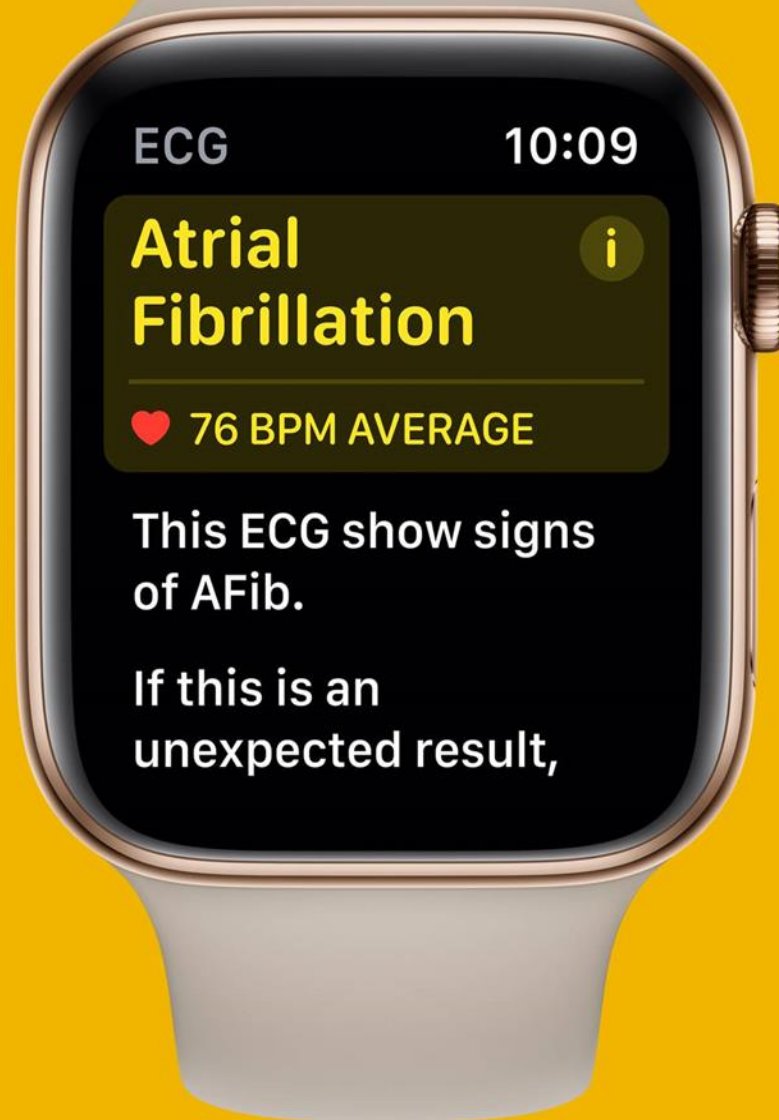 ECG 10:09
Atrial
Fibrillation
i
76 BPM AVERAGE
This ECG show signs
of AFib.
If this is an
unexpected result,